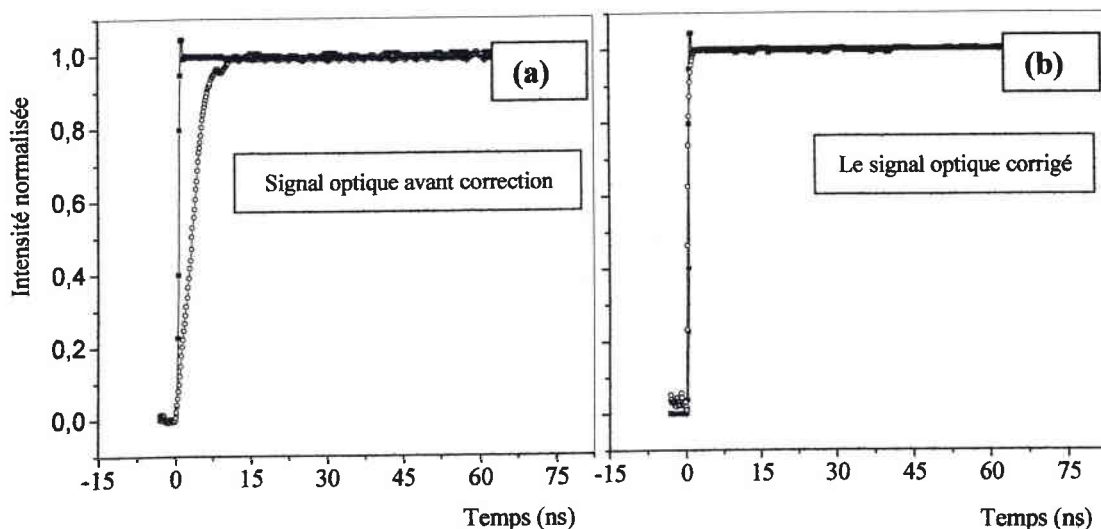 (a)
Signal optique avant correction
Intensité normalisée
1,0
0,8
0,6
0,4
0,2
0,0
-15 0 15 30 45 60 75
Temps (ns)
(b)
Le signal optique corrigé
-15 0 15 30 45 60 75
Temps (ns)